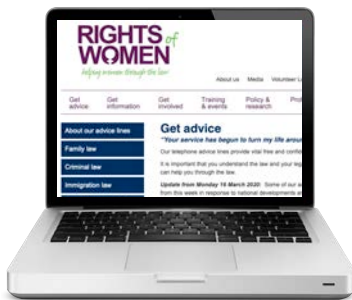 RIGHTS of
WOMEN
helping women through the law
About us Media Volunteer
Get advice
Get information
Get involved
Training & events
Policy & research
About our advice lines
Family law
Criminal law
Immigration law
Get advice
"Your service has begun to turn my life
Our telephone advice lines provide vital free and
It is important that you understand the law and your
can help you through the law.
Update from Monday 16 March 2020: Some of our
from this week in response to national developments